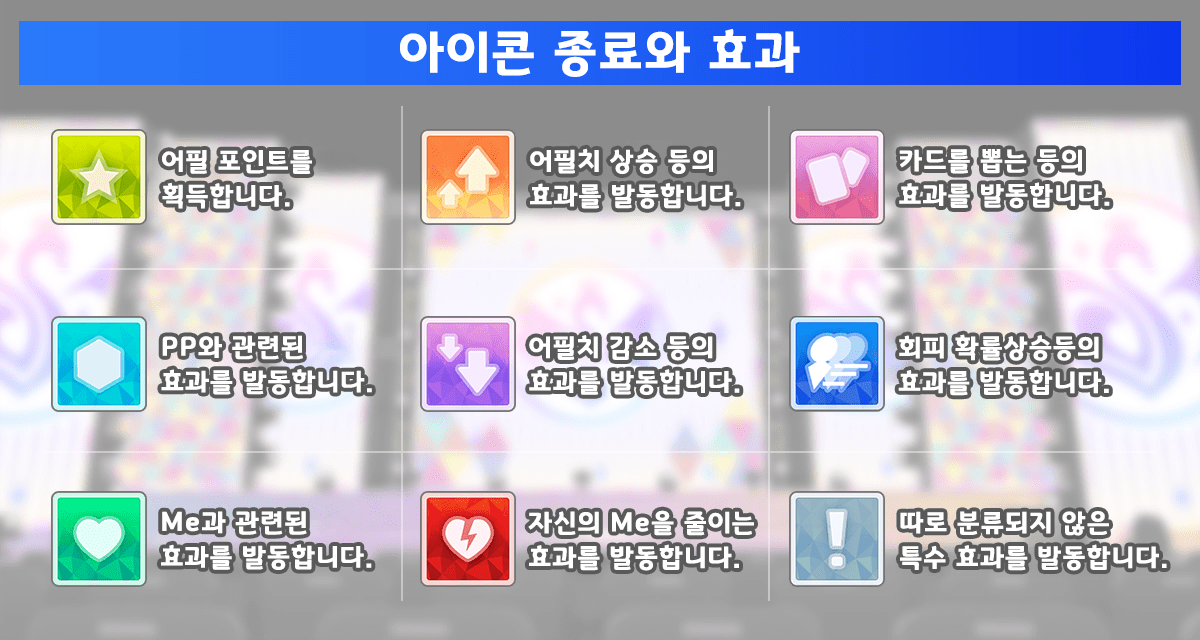 아이콘 종료와 효과
어필 포인트를
획득합니다.
어필치 상승 등의
효과를 발동합니다.
카드를 뽑는 등의
효과를 발동합니다.
PP와 관련된
효과를 발동합니다.
어필치 감소 등의
효과를 발동합니다.
회피 확률상승등의
효과를 발동합니다.
Me과 관련된
효과를 발동합니다.
자신의 Me을 줄이는
효과를 발동합니다.
따로 분류되지 않은
특수 효과를 발동합니다.